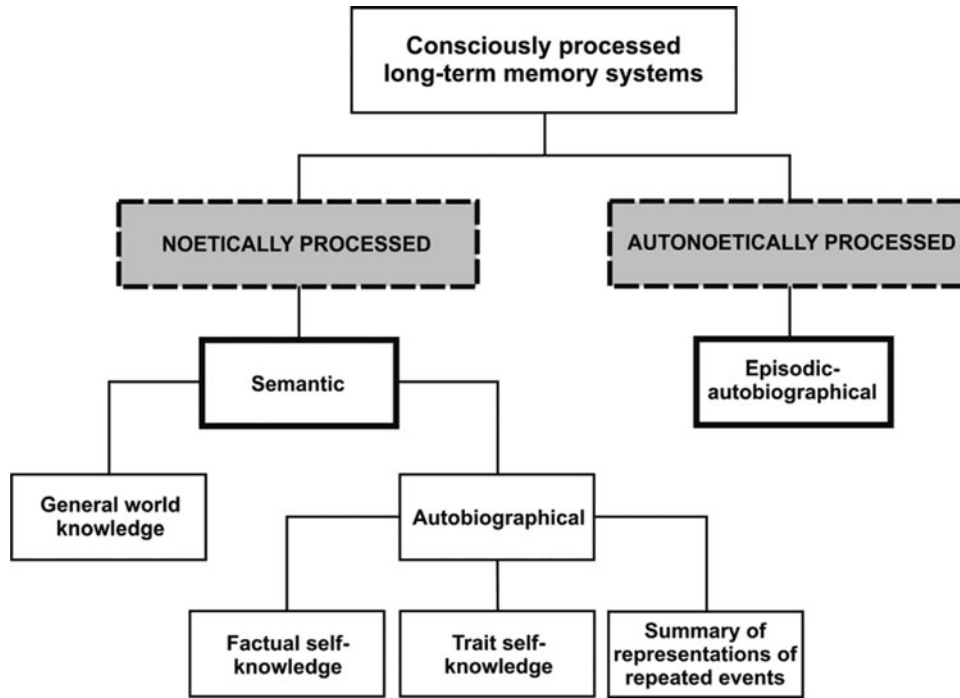 Consciously processed
long-term memory systems
NOETICALLY PROCESSED
AUTONOETICALLY PROCESSED
Semantic
Episodic-
autobiographical
General world
knowledge
Autobiographical
Factual self-
knowledge
Trait self-
knowledge
Summary of
representations of
repeated events